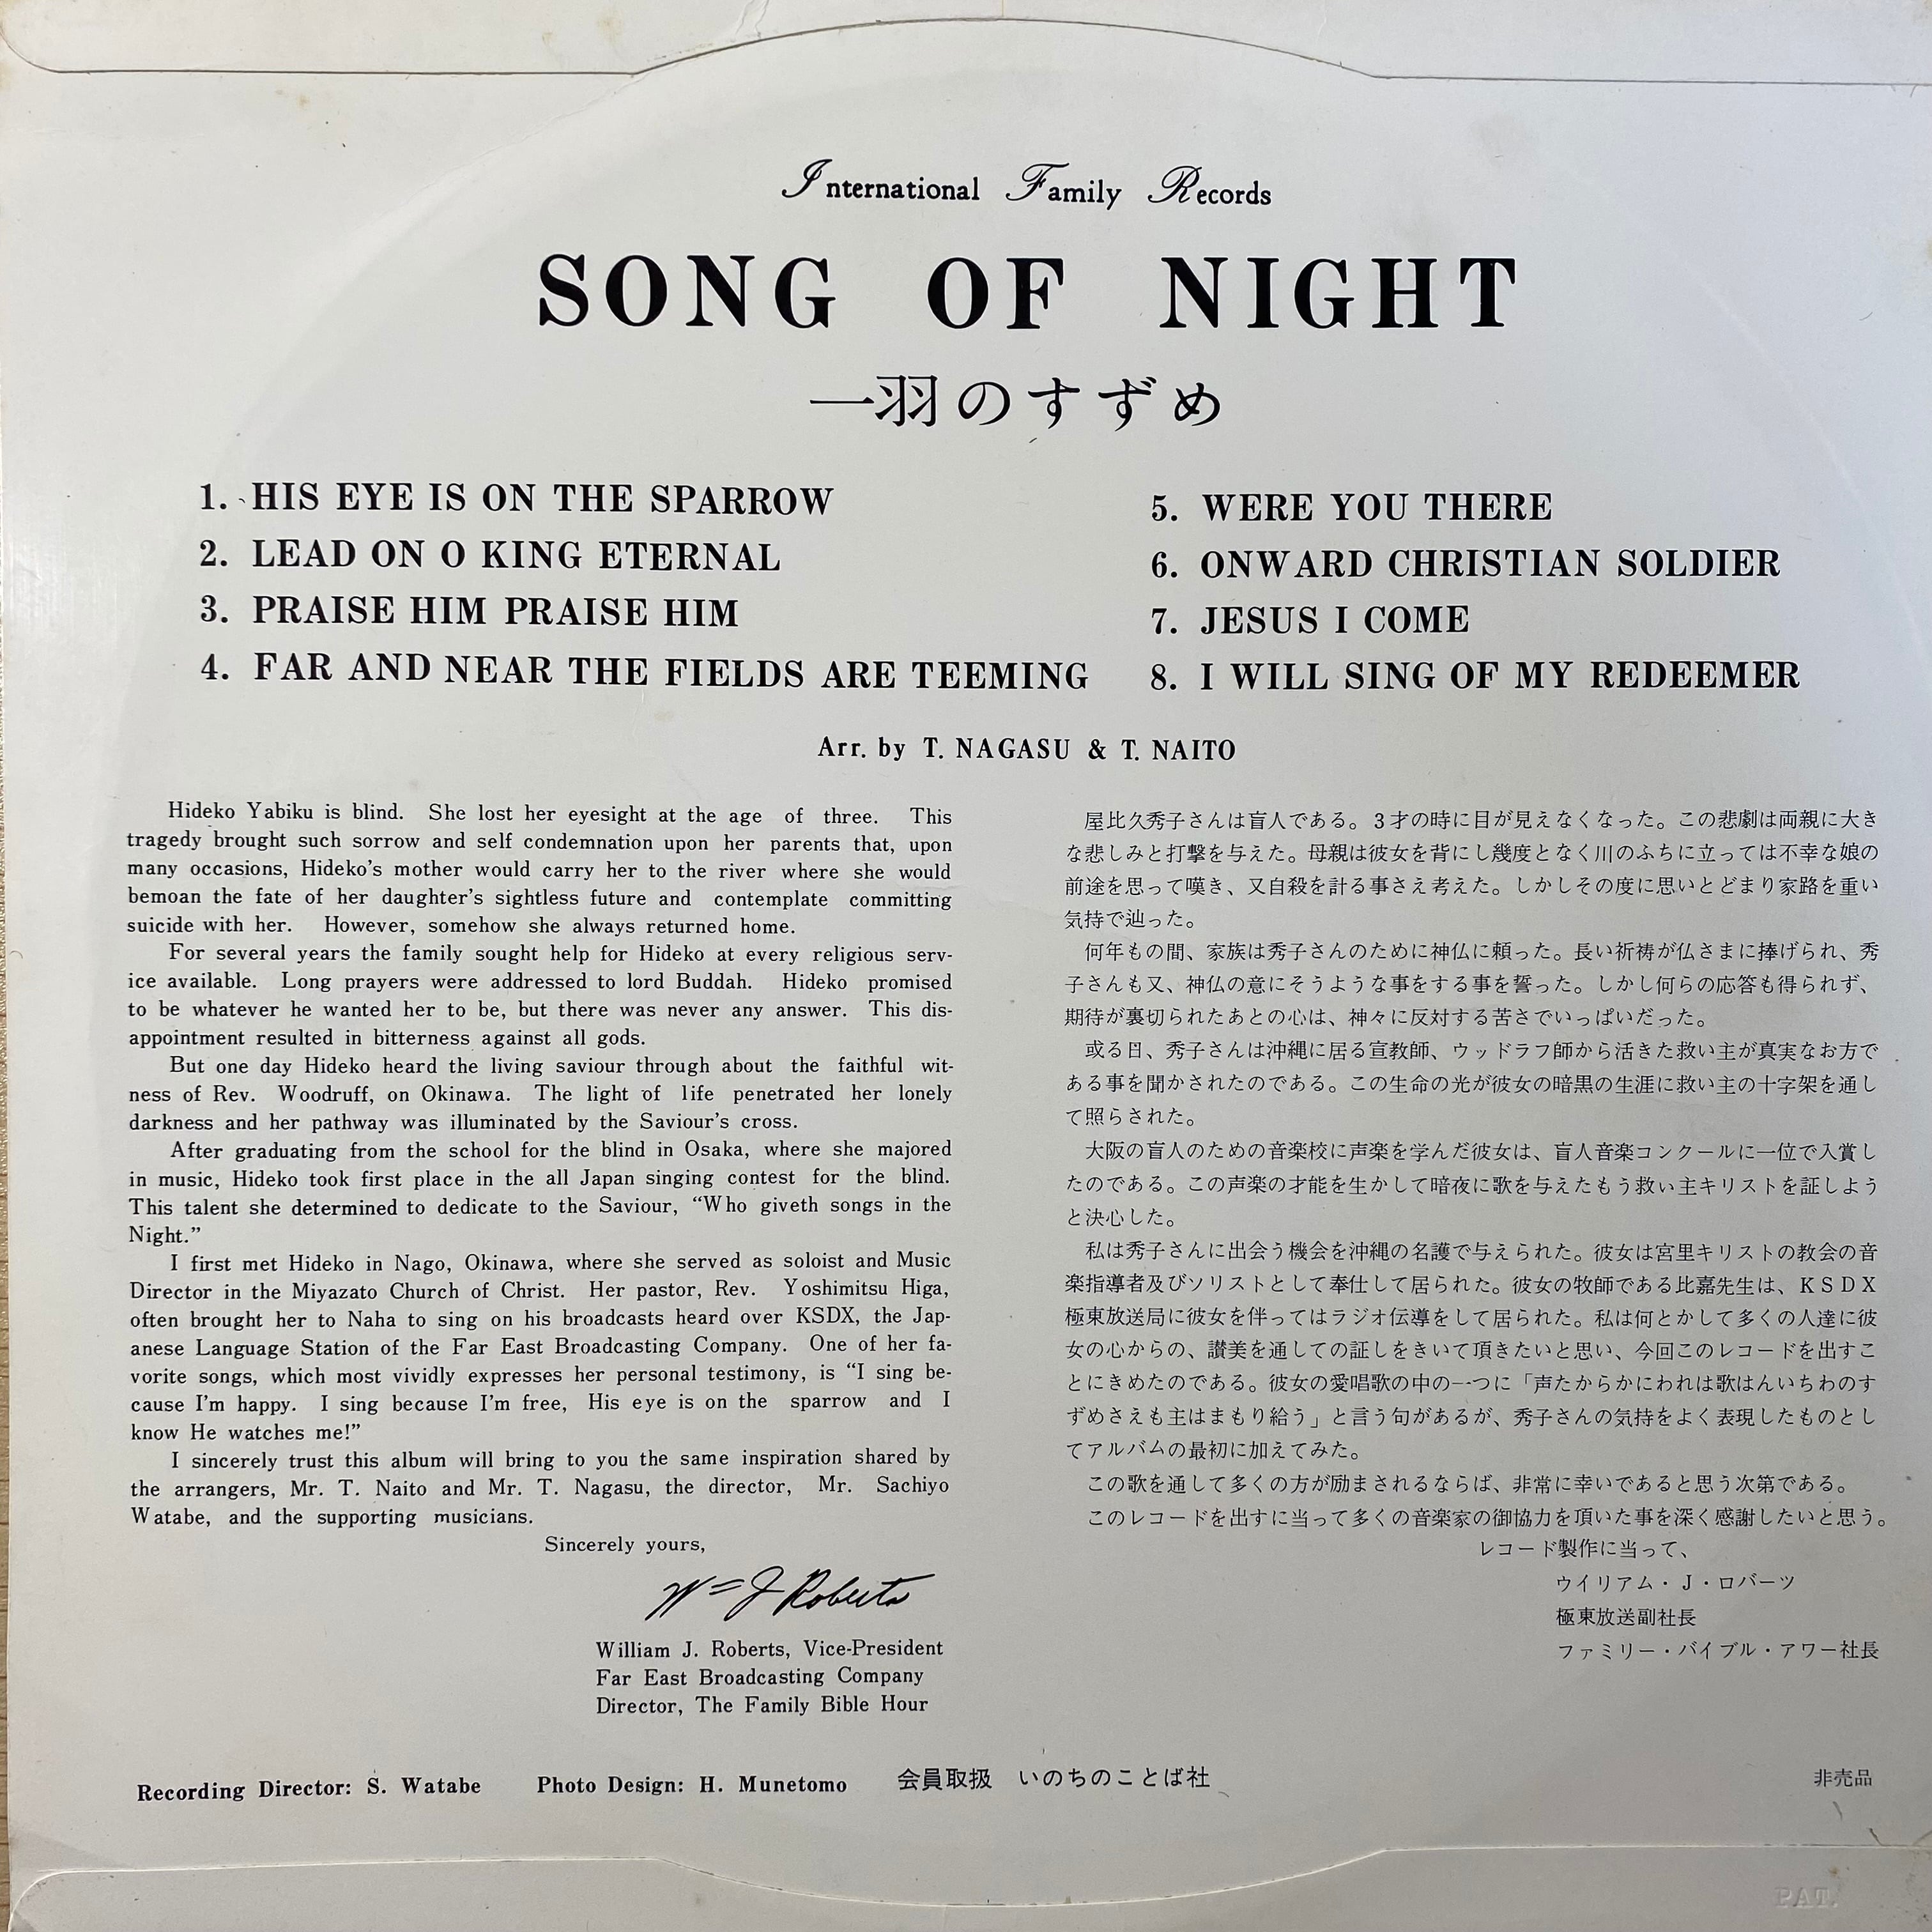 International Family Records
SONG OF NIGHT
一羽のすずめ
1. HIS EYE IS ON THE SPARROW
2. LEAD ON O KING ETERNAL
3. PRAISE HIM PRAISE HIM
4. FAR AND NEAR THE FIELDS ARE TEEMING
5. WERE YOU THERE
6. ONWARD CHRISTIAN SOLDIER
7. JESUS I COME
8. I WILL SING OF MY REDEEMER
Arr. by T. NAGASU & T. NAITO
Hideko Yabiku is blind. She lost her eyesight at the age of three. This
tragedy brought such sorrow and self condemnation upon her parents that, upon
many occasions, Hideko's mother would carry her to the river where she would
bemoan the fate of her daughter's sightless future and contemplate committing
suicide with her. However, somehow she always returned home.
For several years the family sought help for Hideko at every religious serv-
ice available. Long prayers were addressed to lord Buddah. Hideko promised
to be whatever he wanted her to be, but there was never any answer. This dis-
appointment resulted in bitterness against all gods.
But one day Hideko heard the living saviour through about the faithful wit-
ness of Rev. Woodruff, on Okinawa. The light of life penetrated her lonely
darkness and her pathway was illuminated by the Saviour's cross.
After graduating from the school for the blind in Osaka, where she majored
in music, Hideko took first place in the all Japan singing contest for the blind.
This talent she determined to dedicate to the Saviour, "Who giveth songs in the
Night."
I first met Hideko in Nago, Okinawa, where she served as soloist and Music
Director in the Miyazato Church of Christ. Her pastor, Rev. Yoshimitsu Higa,
often brought her to Naha to sing on his broadcasts heard over KSDX, the Jap-
anese Language Station of the Far East Broadcasting Company. One of her fa-
vorite songs, which most vividly expresses her personal testimony, is "I sing be-
cause I'm happy. I sing because I'm free, His eye is on the sparrow and I
know He watches me!"
I sincerely trust this album will bring to you the same inspiration shared by
the arrangers, Mr. T. Naito and Mr. T. Nagasu, the director, Mr. Sachiyo
Watabe, and the supporting musicians.
Sincerely yours,
Wm J Roberts
William J. Roberts, Vice-President
Far East Broadcasting Company
Director, The Family Bible Hour
屋比久秀子さんは盲人である。3才の時に目が見えなくなった。この悲劇は両親に大き
な悲しみと打撃を与えた。母親は彼女を背にし幾度となく川のふちに立っては不幸な娘の
前途を思って嘆き、又自殺を計る事さえ考えた。しかしその度に思いとどまり家路を重い
気持で辿った。
何年もの間、家族は秀子さんのために神仏に頼った。長い祈祷が仏さまに捧げられ、秀
子さんも又、神仏の意にそうような事をする事を誓った。しかし何らの応答も得られず、
期待が裏切られたあとの心は、神々に反対する苦さでいっぱいだった。
或る日、秀子さんは沖縄に居る宣教師、ウッドラフ師から活きた救い主が真実なお方で
ある事を聞かされたのである。この生命の光が彼女の暗黒の生涯に救い主の十字架を通し
て照らされた。
大阪の盲人のための音楽校に声楽を学んだ彼女は、盲人音楽コンクールに一位で入賞し
たのである。この声楽の才能を生かして暗夜に歌を与えたもう救い主キリストを証しよう
と決心した。
私は秀子さんに出会う機会を沖縄の名護で与えられた。彼女は宮里キリストの教会の音
楽指導者及びソリストとして奉仕して居られた。彼女の牧師である比嘉先生は、KSDX
極東放送局に彼女を伴ってはラジオ伝導をして居られた。私は何とかして多くの人達に彼
女の心からの、讃美を通しての証しをきいて頂きたいと思い、今回このレコードを出すこ
とにきめたのである。彼女の愛唱歌の中の一つに「声たからかにわれは歌はんいちわのす
ずめさえも主はまもり給う」と言う句があるが、秀子さんの気持をよく表現したものとし
てアルバムの最初に加えてみた。
この歌を通して多くの方が励まされるならば、非常に幸いであると思う次第である。
このレコードを出すに当って多くの音楽家の御協力を頂いた事を深く感謝したいと思う。
レコード製作に当って、
ウイリアム・J・ロバーツ
極東放送副社長
ファミリー・バイブル・アワー社長
Recording Director: S. Watabe Photo Design: H. Munetomo 会員取扱 いのちのことば社 非売品
PAT.